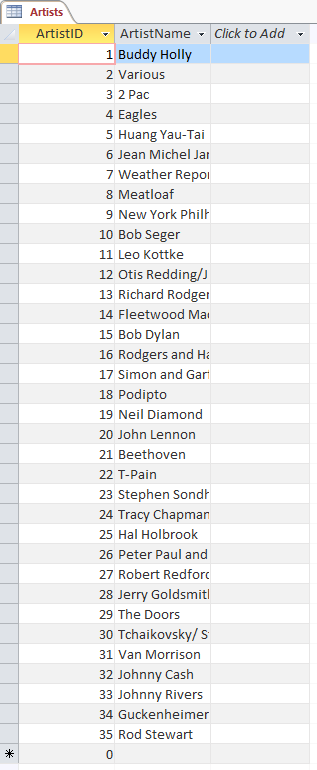 Artists
ArtistID ArtistName Click to Add
1 Buddy Holly
2 Various
3 2 Pac
4 Eagles
5 Huang Yau-Tai
6 Jean Michel Jar
7 Weather Repor
8 Meatloaf
9 New York Philh
10 Bob Seger
11 Leo Kottke
12 Otis Redding/J
13 Richard Rodger
14 Fleetwood Mac
15 Bob Dylan
16 Rodgers and Ha
17 Simon and Garf
18 Podipto
19 Neil Diamond
20 John Lennon
21 Beethoven
22 T-Pain
23 Stephen Sondh
24 Tracy Chapman
25 Hal Holbrook
26 Peter Paul and
27 Robert Redford
28 Jerry Goldsmit
29 The Doors
30 Tchaikovsky/ St
31 Van Morrison
32 Johnny Cash
33 Johnny Rivers
34 Guckenheimer
35 Rod Stewart
0